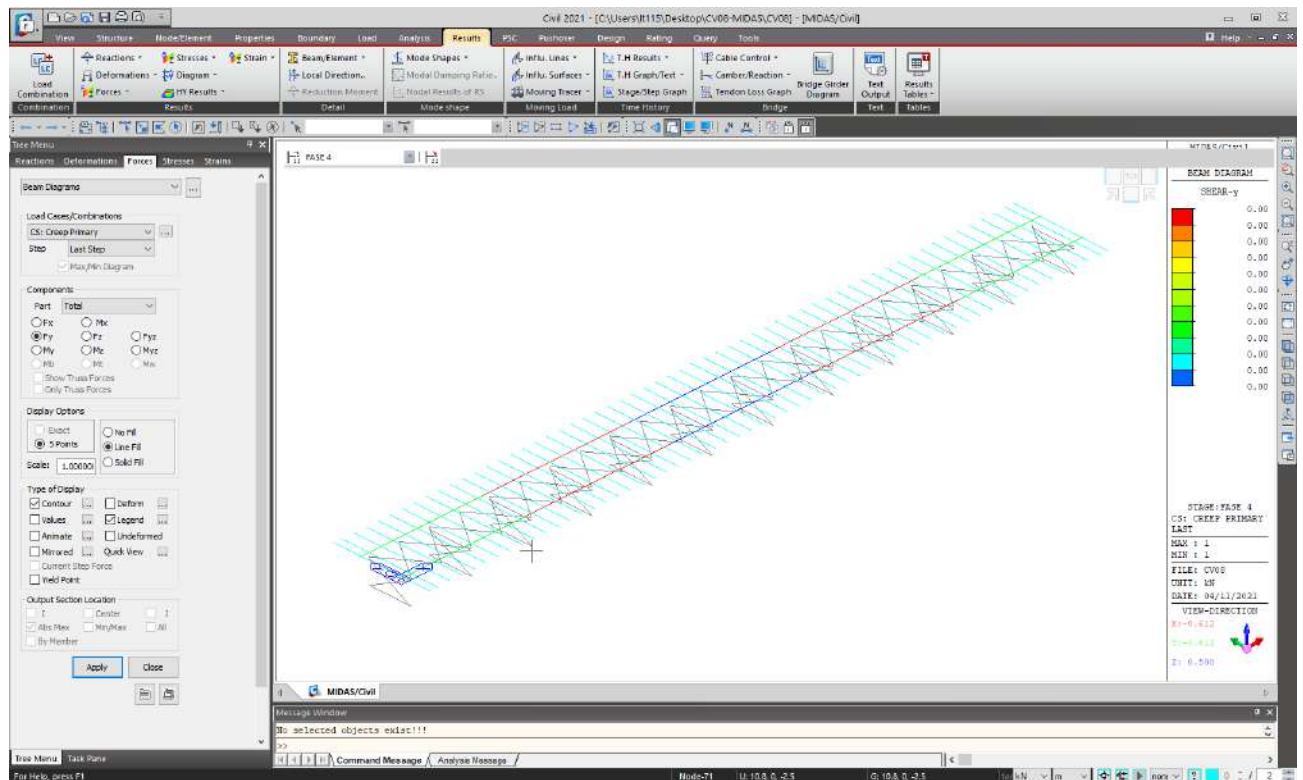 Civil 2021 - [C:\Users\lt115\Desktop\CV08-MIDAS\CV08] - [MIDAS/Civil]
View Structure Node/Element Properties Boundary Load Analysis Results PSC Pushover Design Rating Query Tools Help
Reactions Stresses Strain Beam/Element Mode Shapes Influ. Lines T.H Results Cable Control
Deformations Diagram Local Direction.. Modal Damping Ratio.. Influ. Surfaces T.H Graph/Text Camber/Reaction
Load Combination Forces HY Results Reduction Moment Nodal Results of RS Moving Tracer Stage/Step Graph Tendon Loss Graph Bridge Girder Diagram Text Output Results Tables
Combination Results Detail Mode shape Moving Load Time History Bridge Text Tables
Tree Menu
Reactions Deformations Forces Stresses Strains
Beam Diagrams ...
Load Cases/Combinations
CS: Creep Primary
Step Last Step
Max/Min Diagram
Components
Part Total
Fx Mx
Fy Fz Fyz
My Mz Myz
Mb Mt Mw
Show Truss Forces
Only Truss Forces
Display Options
Exact No Fill
5 Points Line Fill
Scale: 1.00000 Solid Fill
Type of Display
Contour Deform
Values Legend
Animate Undeformed
Mirrored Quick View
Current Step Force
Yield Point
Output Section Location
I Center J
Abs Max Min/Max All
By Member
Apply Close
Tree Menu Task Pane
FASE 4
MIDAS/Civil
BEAM DIAGRAM
SHEAR-y
0.00
0.00
0.00
0.00
0.00
0.00
0.00
0.00
0.00
0.00
0.00
0.00
STAGE:FASE 4
CS: CREEP PRIMARY
LAST
MAX : 1
MIN : 1
FILE: CV08
UNIT: kN
DATE: 04/11/2021
VIEW-DIRECTION
X:-0.612
Y:-0.612
Z: 0.500
MIDAS/Civil
Message Window
No selected objects exist!!!
>>
Command Message Analysis Message
For Help, press F1 Node-71 U: 10.8, 0, -2.5 G: 10.8, 0, -2.5 kN m non 2